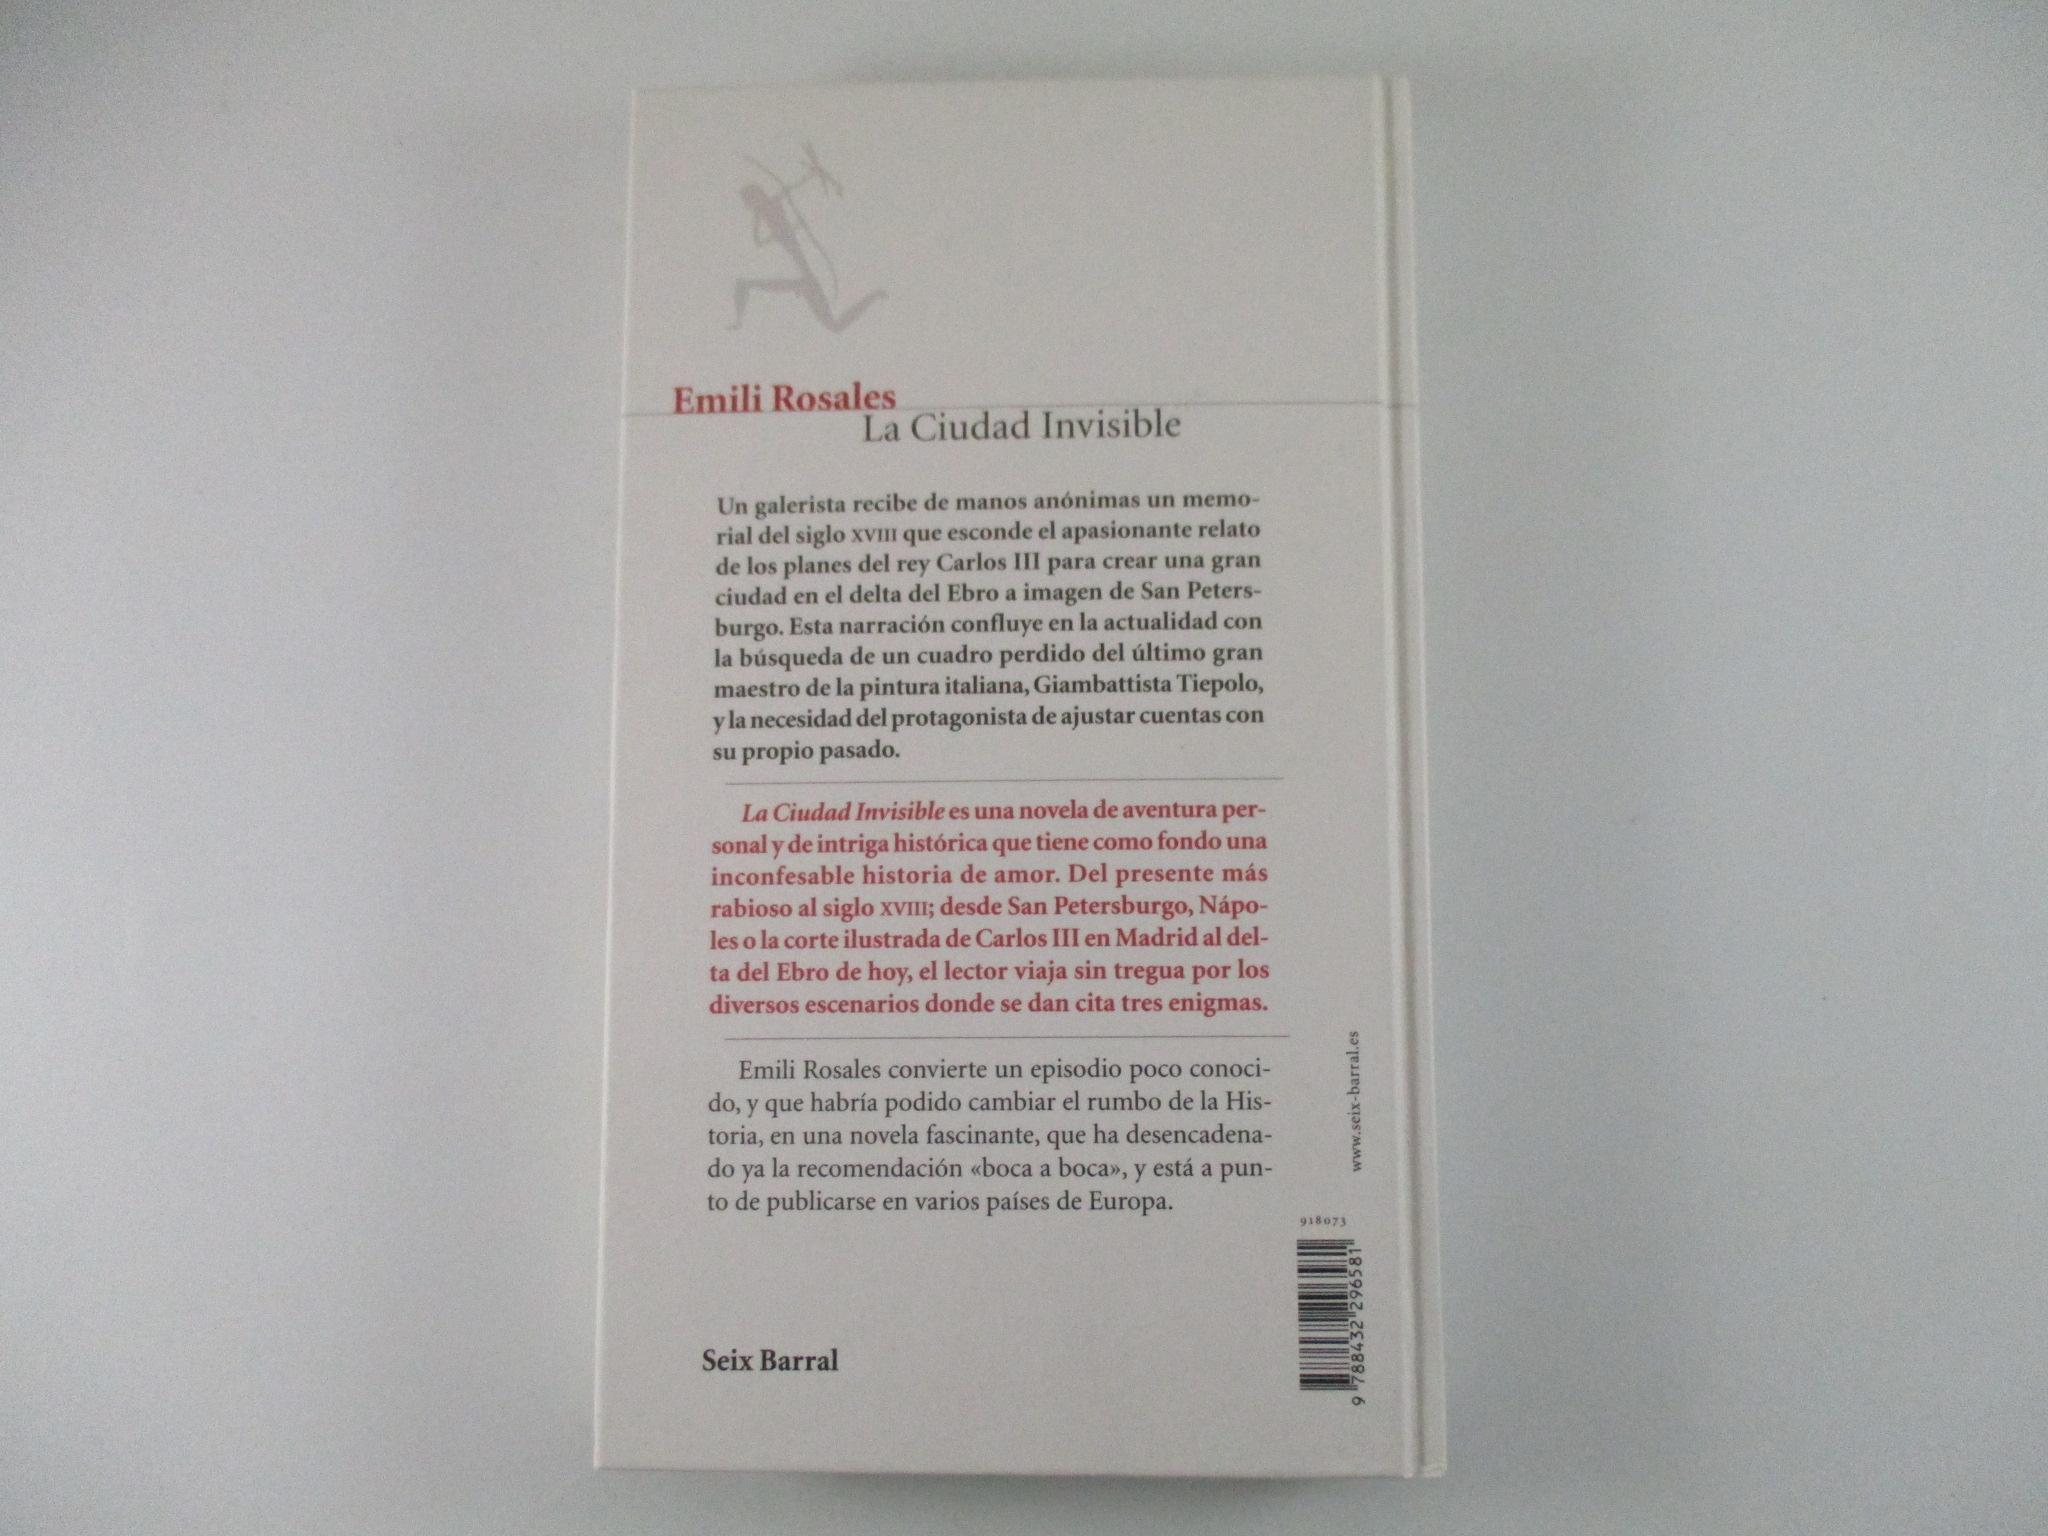 Emili Rosales
La Ciudad Invisible
Un galerista recibe de manos anónimas un memo-
rial del siglo XVIII que esconde el apasionante relato
de los planes del rey Carlos III para crear una gran
ciudad en el delta del Ebro a imagen de San Peters-
burgo. Esta narración confluye en la actualidad con
la búsqueda de un cuadro perdido del último gran
maestro de la pintura italiana, Giambattista Tiepolo,
y la necesidad del protagonista de ajustar cuentas con
su propio pasado.
La Ciudad Invisible es una novela de aventura per-
sonal y de intriga histórica que tiene como fondo una
inconfesable historia de amor. Del presente más
rabioso al siglo XVIII; desde San Petersburgo, Nápo-
les o la corte ilustrada de Carlos III en Madrid al del-
ta del Ebro de hoy, el lector viaja sin tregua por los
diversos escenarios donde se dan cita tres enigmas.
Emili Rosales convierte un episodio poco conoci-
do, y que habría podido cambiar el rumbo de la His-
toria, en una novela fascinante, que ha desencadena-
do ya la recomendación «boca a boca», y está a pun-
to de publicarse en varios países de Europa.
www.seix-barral.es
918073
9 788432 296581
Seix Barral